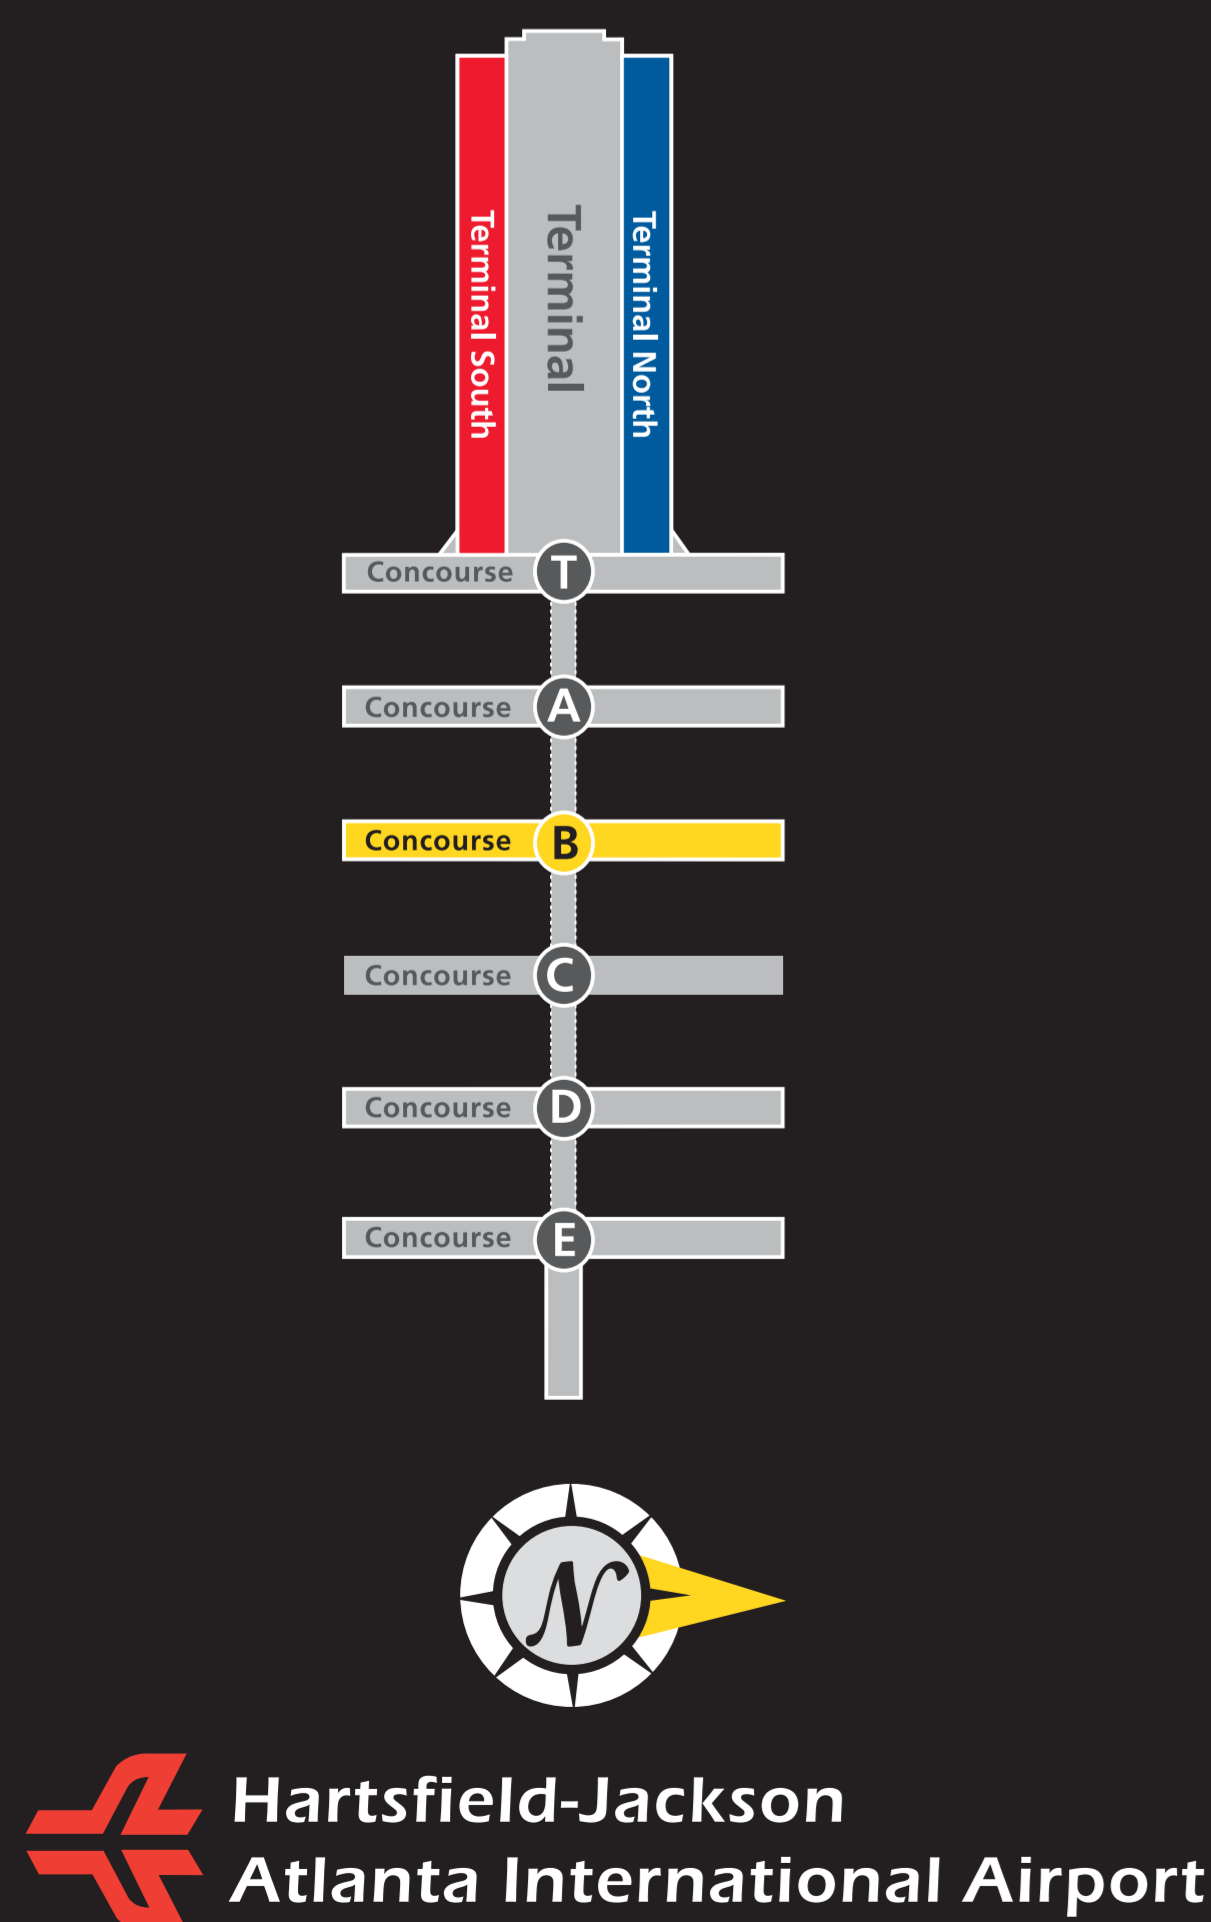 Terminal South
Terminal
Terminal North
Concourse T
Concourse A
Concourse B
Concourse C
Concourse D
Concourse E
N
Hartsfield-Jackson
Atlanta International Airport